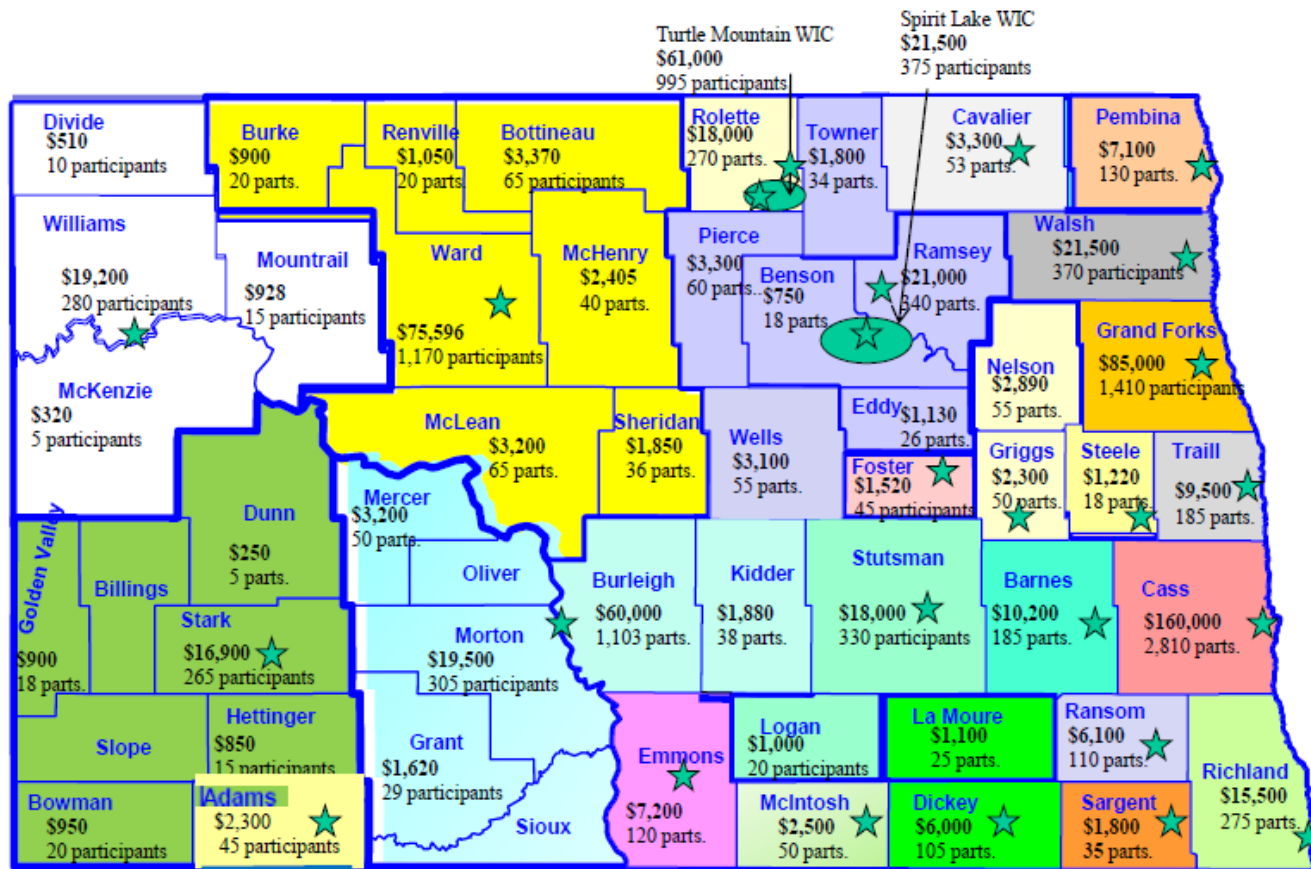 Turtle Mountain WIC
$61,000
995 participants
Spirit Lake WIC
$21,500
375 participants
Divide
$510
10 participants
Burke
$900
20 parts.
Renville
$1,050
20 parts.
Bottineau
$3,370
65 parts.
Rolette
$18,000
270 parts.
Towner
$1,800
34 parts.
Cavalier
$3,300
53 parts.
Pembina
$7,100
130 parts.
Williams
$19,200
280 participants
Mountrail
$928
15 participants
Ward
$75,596
1,170 participants
McHenry
$2,405
40 parts.
Pierce
$3,300
60 parts.
Benson
$750
18 parts.
Ramsey
$21,000
340 parts.
Walsh
$21,500
370 participants
Grand Forks
$85,000
1,410 participants
Nelson
$2,890
55 parts.
McKenzie
$320
5 participants
McLean
$3,200
65 parts.
Sheridan
$1,850
36 parts.
Wells
$3,100
55 parts.
Eddy
$1,130
26 parts.
Foster
$1,520
45 participants
Griggs
$2,300
50 parts.
Steele
$1,220
18 parts.
Traill
$9,500
185 parts.
Golden Valley
$900
18 parts.
Billings
Dunn
$250
5 parts.
Mercer
$3,200
50 parts.
Oliver
Burleigh
$60,000
1,103 parts.
Kidder
$1,880
38 parts.
Stutsman
$18,000
330 participants
Barnes
$10,200
185 parts.
Cass
$160,000
2,810 parts.
Stark
$16,900
265 participants
Morton
$19,500
305 participants
Slope
Hettinger
$850
15 participants
Grant
$1,620
29 participants
Sioux
Emmons
$7,200
120 parts.
Logan
$1,000
20 participants
La Moure
$1,100
25 parts.
Ransom
$6,100
110 parts.
Richland
$15,500
275 parts.
Bowman
$950
20 participants
Adams
$2,300
45 participants
McIntosh
$2,500
50 parts.
Dickey
$6,000
105 parts.
Sargent
$1,800
35 parts.